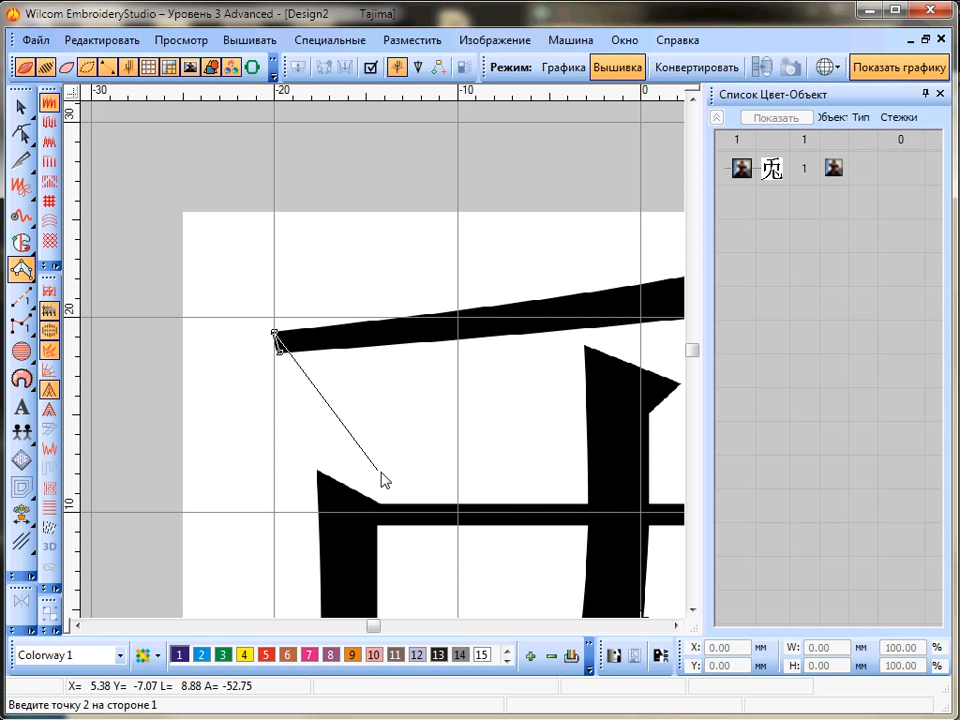 Wilcom EmbroideryStudio – Уровень 3 Advanced - [Design2 Tajima]
Файл Редактировать Просмотр Вышивать Специальные Разместить Изображение Машина Окно Справка
Режим: Графика Вышивка Конвертировать Показать графику
Список Цвет-Объект
Показать Объект Тип Стежки
1 1 0
兎 1
-30 -20 -10 0
30
20
10
A
3D
Colorway 1 1 2 3 4 5 6 7 8 9 10 11 12 13 14 15
X: 0.00 мм W: 0.00 мм 100.00 %
Y: 0.00 мм H: 0.00 мм 100.00 %
X= 5.38 Y= -7.07 L= 8.88 A= -52.75
Введите точку 2 на стороне 1